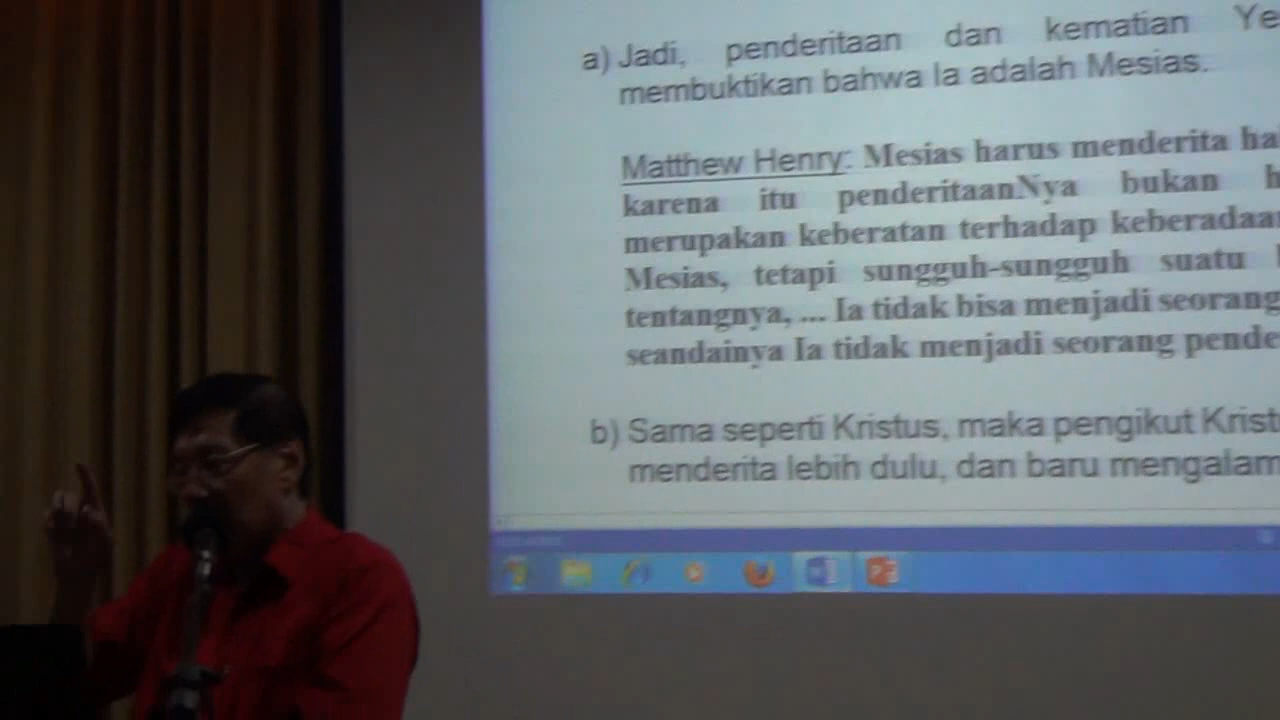 a) Jadi, penderitaan dan kematian
membuktikan bahwa Ia adalah Mesias.
Matthew Henry: Mesias harus menderita
karena itu penderitaanNya bukan
merupakan keberatan terhadap
Mesias, tetapi sungguh-sungguh suatu
tentangnya, ... Ia tidak bisa menjadi seorang
seandainya Ia tidak menjadi seorang
b) Sama seperti Kristus, maka pengikut
menderita lebih dulu, dan baru